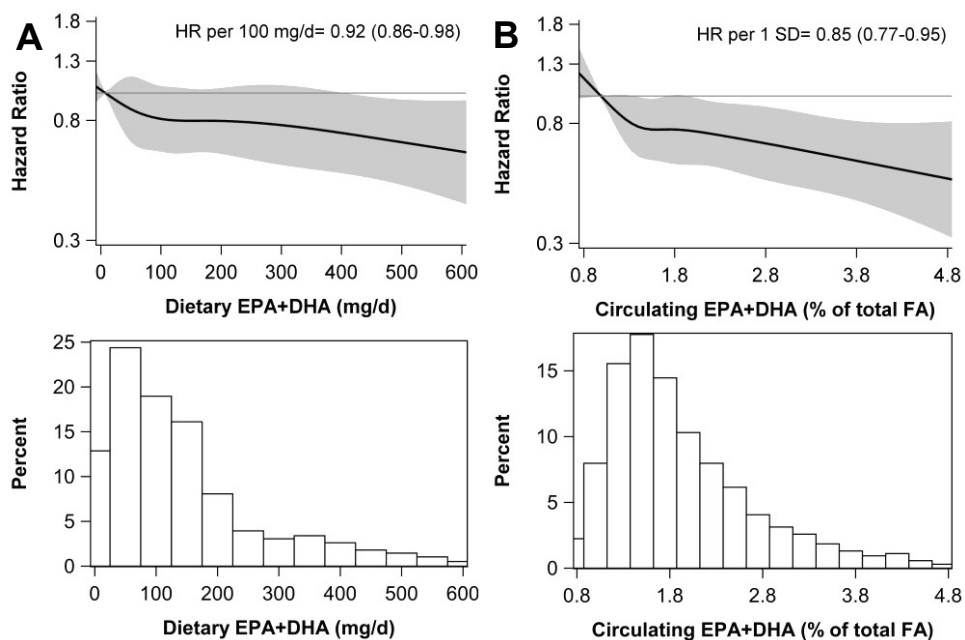 A
HR per 100 mg/d= 0.92 (0.86-0.98)
Hazard Ratio
1.8
1.3
0.8
0.3
0 100 200 300 400 500 600
Dietary EPA+DHA (mg/d)
B
HR per 1 SD= 0.85 (0.77-0.95)
Hazard Ratio
1.8
1.3
0.8
0.3
0.8 1.8 2.8 3.8 4.8
Circulating EPA+DHA (% of total FA)
Percent
25
20
15
10
5
0
0 100 200 300 400 500 600
Dietary EPA+DHA (mg/d)
Percent
15
10
5
0
0.8 1.8 2.8 3.8 4.8
Circulating EPA+DHA (% of total FA)